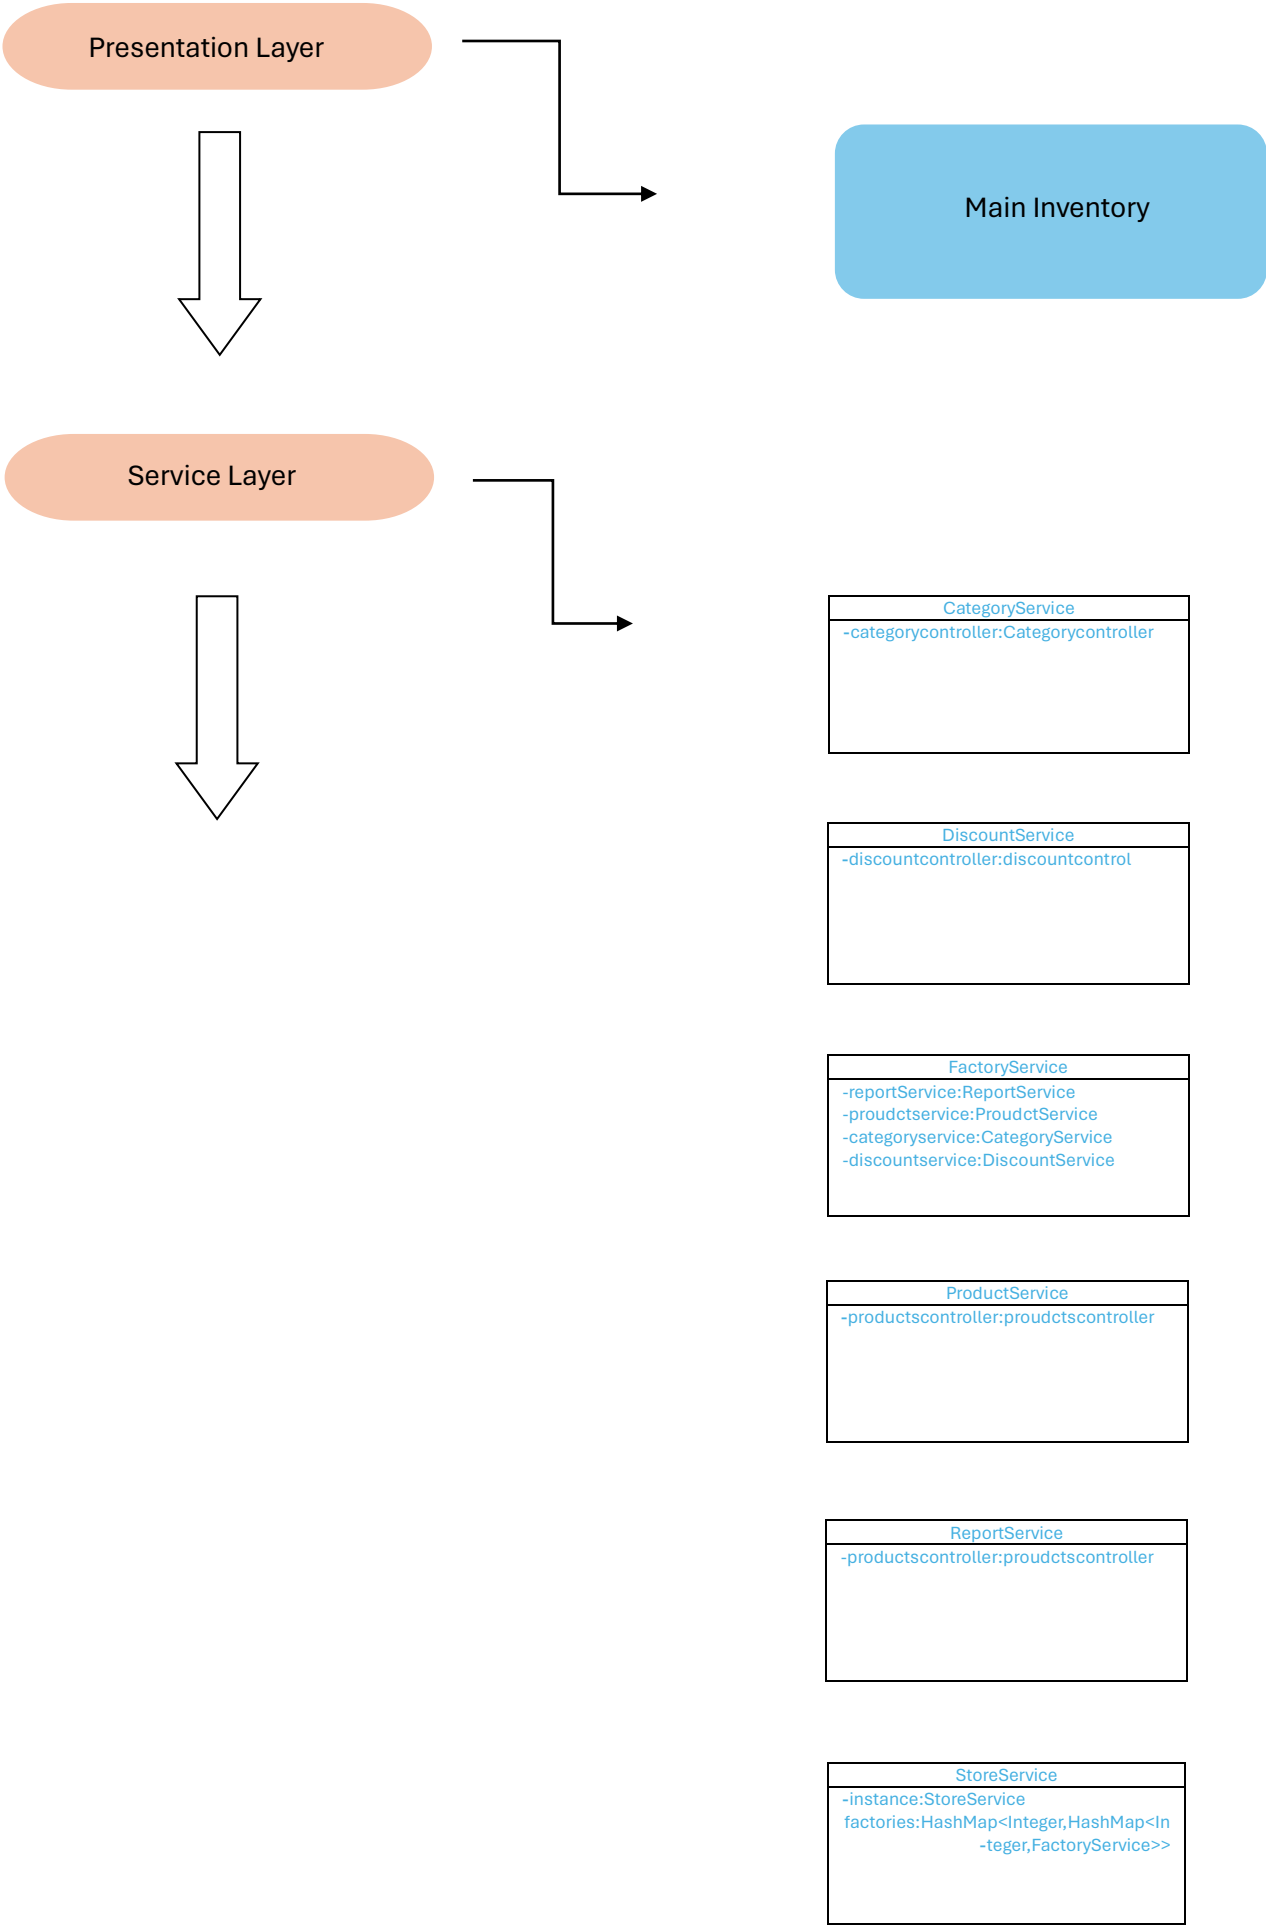 Presentation Layer
Main Inventory
Service Layer
CategoryService
-categorycontroller:Categorycontroller
DiscountService
-discountcontroller:discountcontrol
FactoryService
-reportService:ReportService
-proudctservice:ProudctService
-categoryservice:CategoryService
-discountservice:DiscountService
ProductService
-productscontroller:proudctscontroller
ReportService
-productscontroller:proudctscontroller
StoreService
-instance:StoreService
factories:HashMap<Integer,HashMap<In
-teger,FactoryService>>